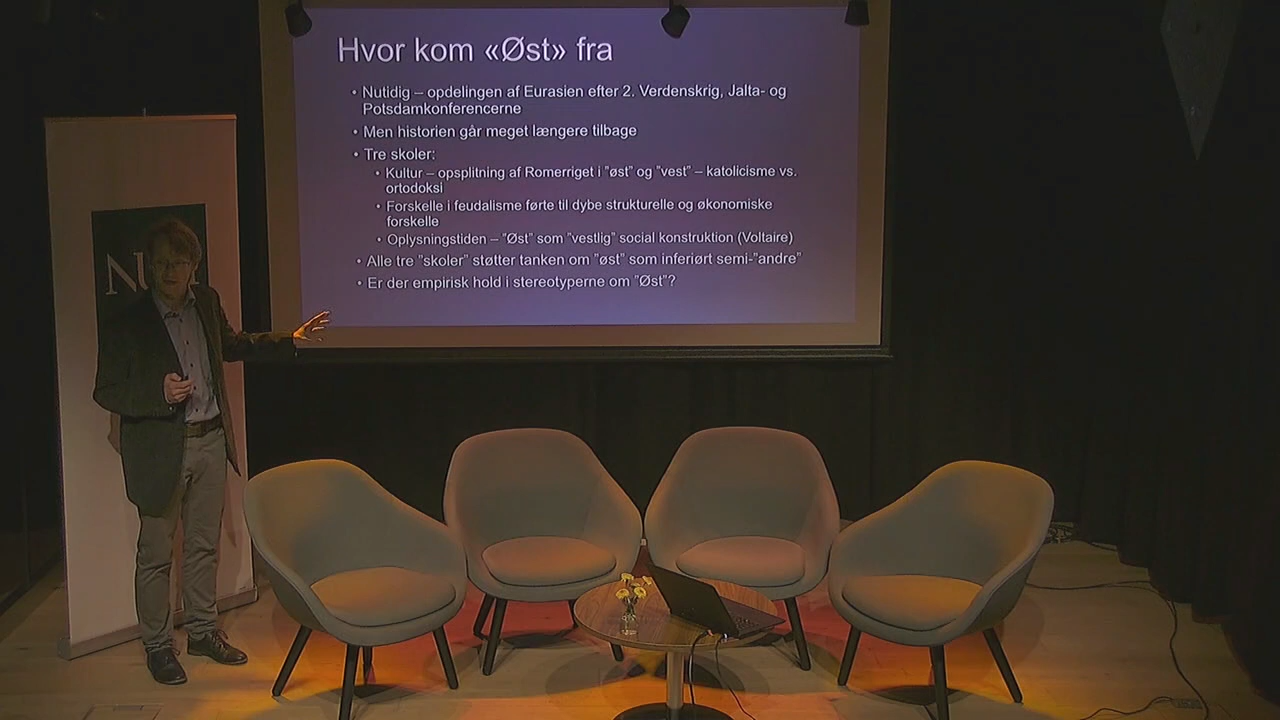 Hvor kom «Øst» fra
• Nutidig – opdelingen af Eurasien efter 2. Verdenskrig, Jalta- og
Potsdamkonferencerne
• Men historien går meget længere tilbage
• Tre skoler:
• Kultur – opsplitning af Romerriget i ”øst” og ”vest” – katolicisme vs.
ortodoksi
• Forskelle i feudalisme førte til dybe strukturelle og økonomiske
forskelle
• Oplysningstiden – ”Øst” som ”vestlig” social konstruktion (Voltaire)
• Alle tre ”skoler” støtter tanken om ”øst” som inferiørt semi-”andre”
• Er der empirisk hold i stereotyperne om ”Øst”?